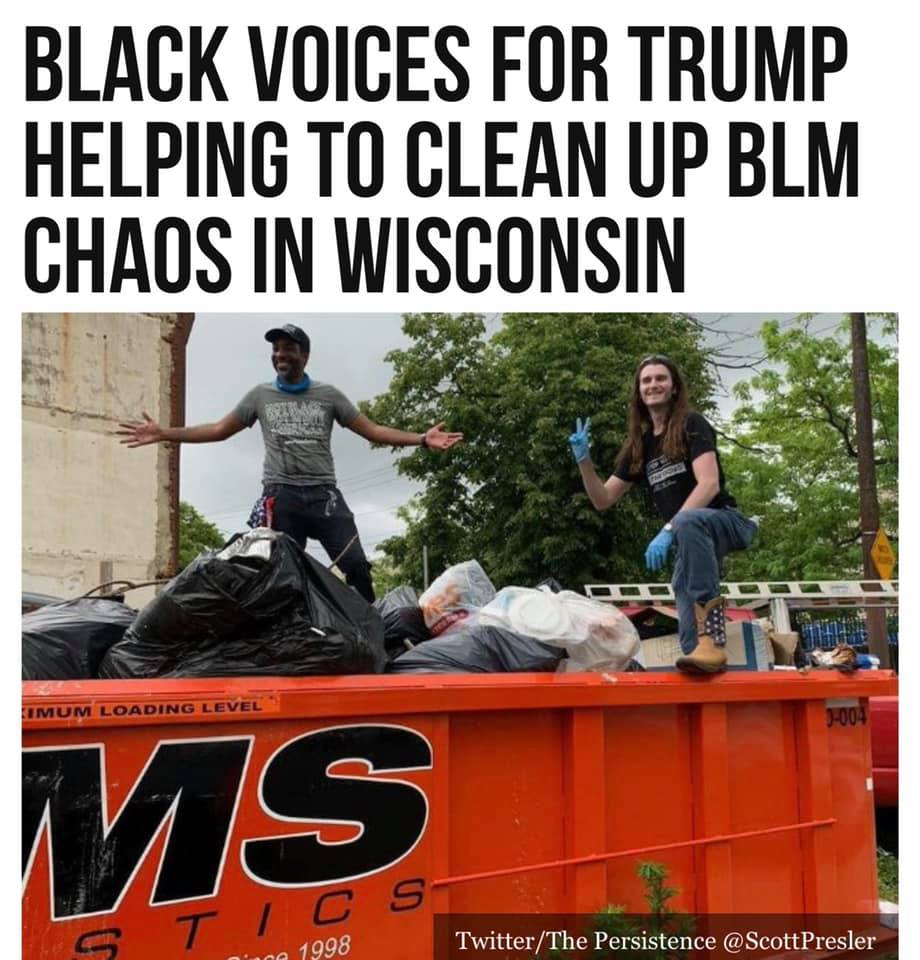 BLACK VOICES FOR TRUMP
HELPING TO CLEAN UP BLM
CHAOS IN WISCONSIN
IMUM LOADING LEVEL
MS
STICS
1998
Twitter/The Persistence @ScottPresler